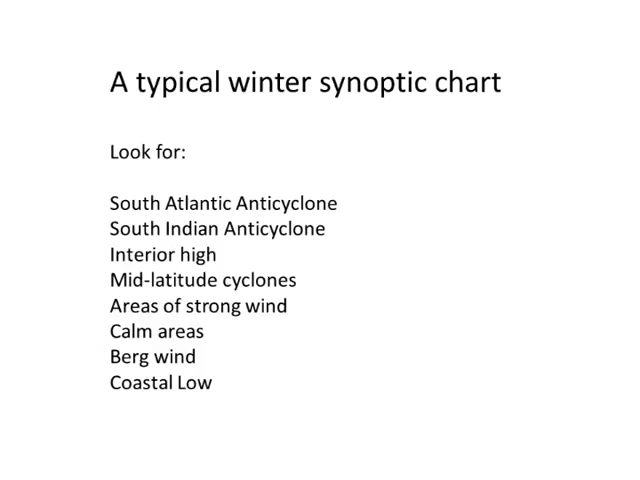 A typical winter synoptic chart
Look for:
South Atlantic Anticyclone
South Indian Anticyclone
Interior high
Mid-latitude cyclones
Areas of strong wind
Calm areas
Berg wind
Coastal Low